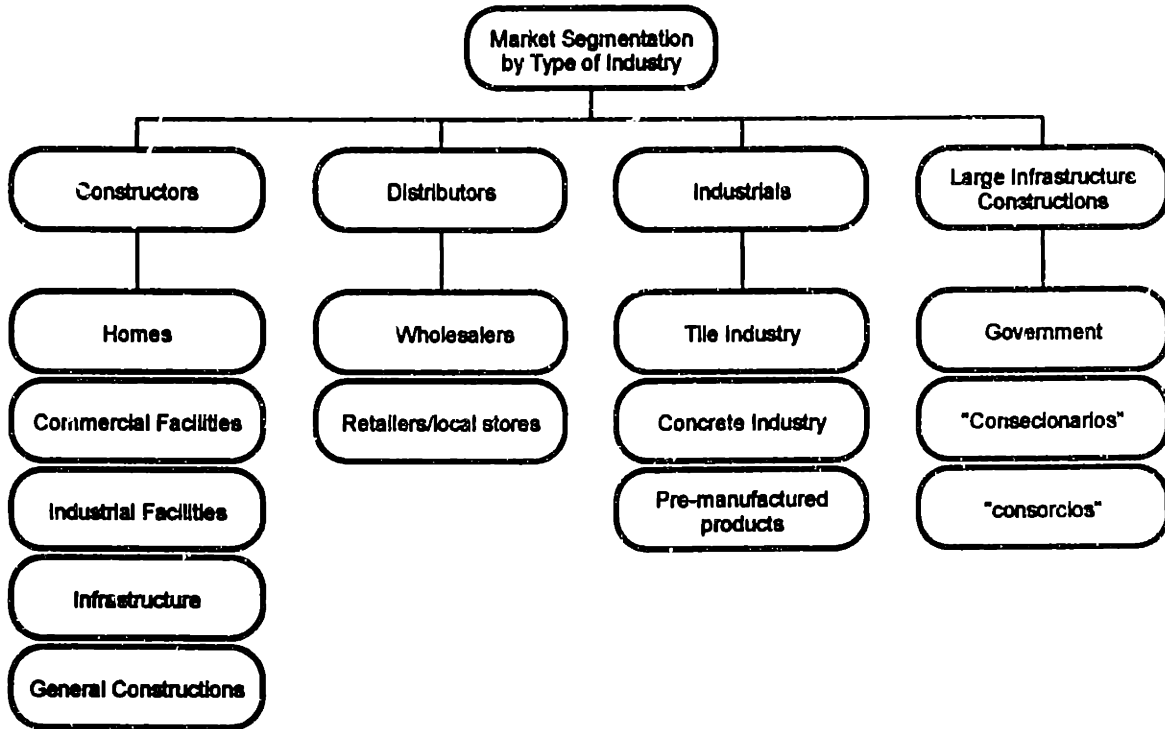 Market Segmentation
by Type of Industry
Constructors
Distributors
Industrials
Large Infrastructure
Constructions
Homes
Wholesalers
Tile Industry
Government
Commercial Facilities
Retailers/local stores
Concrete Industry
"Consecionarios"
Industrial Facilities
Pre-manufactured
products
"consorcios"
Infrastructure
General Constructions